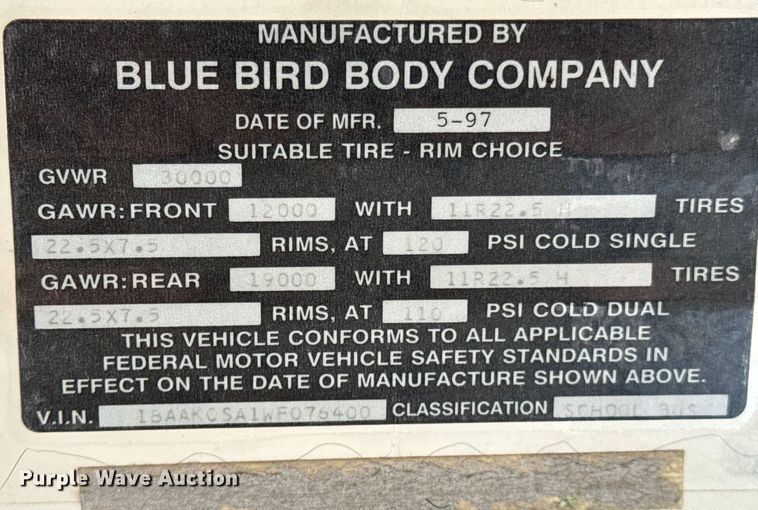 MANUFACTURED BY
BLUE BIRD BODY COMPANY
DATE OF MFR. 5-97
SUITABLE TIRE - RIM CHOICE
GVWR 30000
GAWR: FRONT 12000 WITH 11R22.5 H TIRES
22.5X7.5 RIMS, AT 120 PSI COLD SINGLE
GAWR: REAR 19000 WITH 11R22.5 H TIRES
22.5X7.5 RIMS, AT 110 PSI COLD DUAL
THIS VEHICLE CONFORMS TO ALL APPLICABLE
FEDERAL MOTOR VEHICLE SAFETY STANDARDS IN
EFFECT ON THE DATE OF MANUFACTURE SHOWN ABOVE.
V.I.N. 1BAAKCSA1WF076400 CLASSIFICATION SCHOOL BUS
Purple Wave Auction